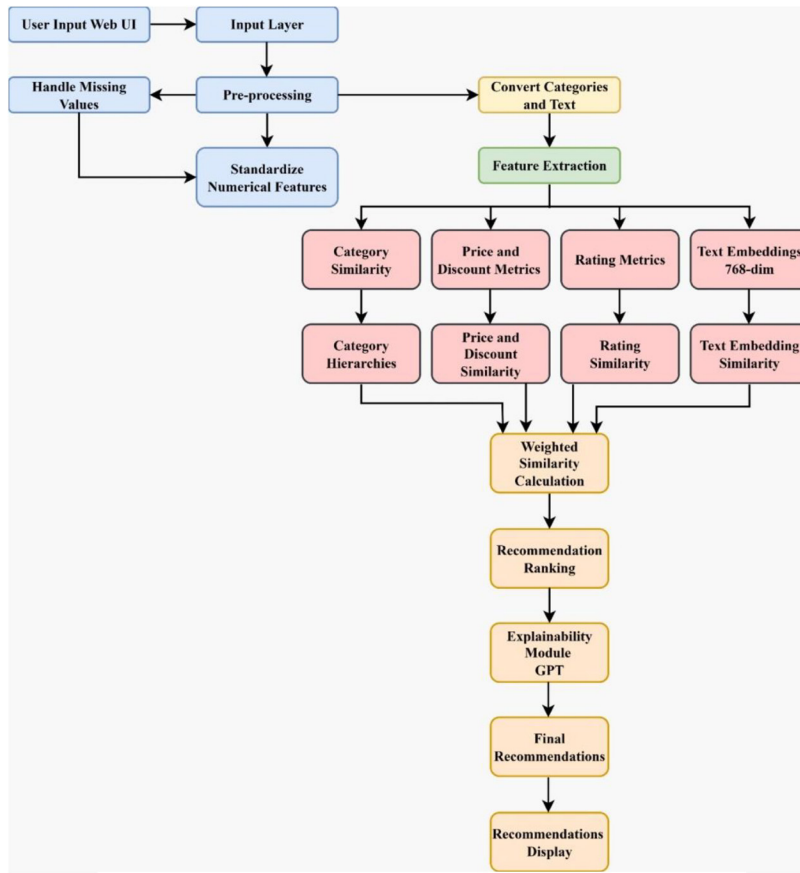 User Input Web UI
Input Layer
Handle Missing
Values
Pre-processing
Convert Categories
and Text
Standardize
Numerical Features
Feature Extraction
Category
Similarity
Price and
Discount Metrics
Rating Metrics
Text Embeddings
768-dim
Category
Hierarchies
Price and
Discount
Similarity
Rating
Similarity
Text Embedding
Similarity
Weighted
Similarity
Calculation
Recommendation
Ranking
Explainability
Module
GPT
Final
Recommendations
Recommendations
Display